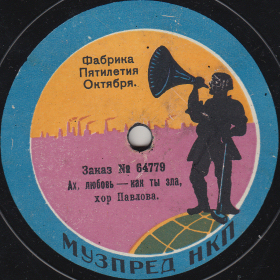 Фабрика
Пятилетия
Октября.
Заказ № 64779
Ах, любовь — как ты зла,
хор Павлова.
МУЗПРЕД НКП